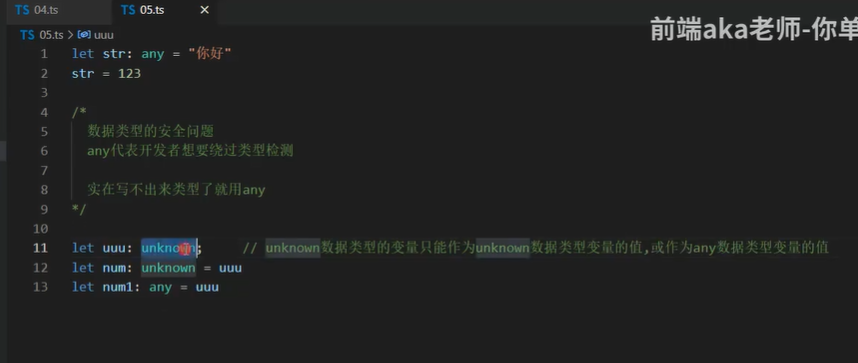 TS 04.ts TS 05.ts ×
TS 05.ts > uuu
前端aka老师-你单
1 let str: any = "你好"
2 str = 123
3
4 /*
5 数据类型的安全问题
6 any代表开发者想要绕过类型检测
7
8 实在写不出来类型了就用any
9 */
10
11 let uuu: unknown; // unknown数据类型的变量只能作为unknown数据类型变量的值,或作为any数据类型变量的值
12 let num: unknown = uuu
13 let num1: any = uuu